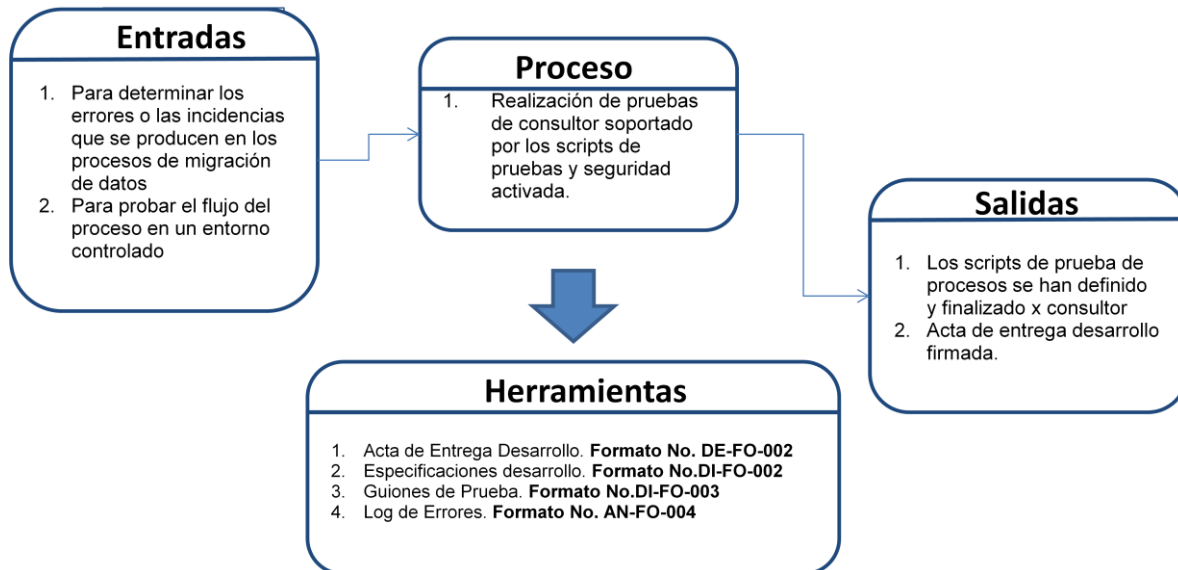 Entradas
1. Para determinar los
errores o las incidencias
que se producen en los
procesos de migración
de datos
2. Para probar el flujo del
proceso en un entorno
controlado
Proceso
1. Realización de pruebas
de consultor soportado
por los scripts de
pruebas y seguridad
activada.
Salidas
1. Los scripts de prueba de
procesos se han definido
y finalizado x consultor
2. Acta de entrega desarrollo
firmada.
Herramientas
1. Acta de Entrega Desarrollo. Formato No. DE-FO-002
2. Especificaciones desarrollo. Formato No.DI-FO-002
3. Guiones de Prueba. Formato No.DI-FO-003
4. Log de Errores. Formato No. AN-FO-004